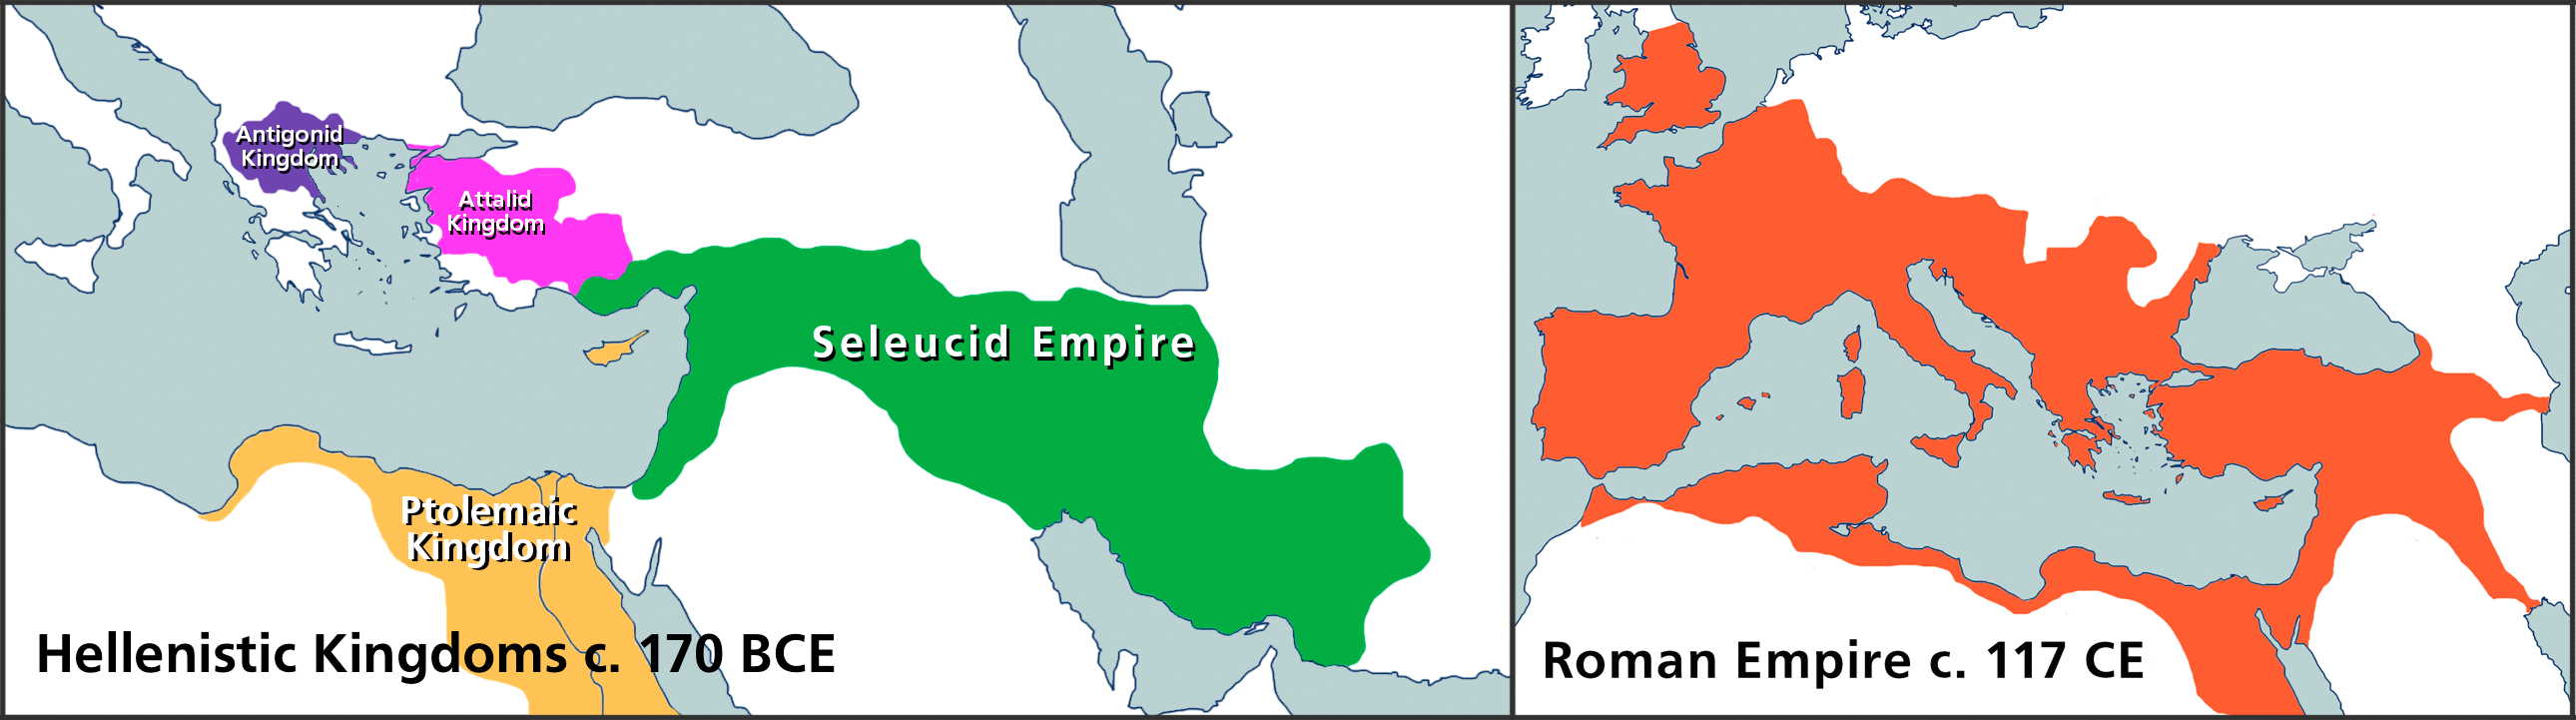 Antigonid
Kingdom
Attalid
Kingdom
Seleucid Empire
Ptolemaic
Kingdom
Hellenistic Kingdoms c. 170 BCE
Roman Empire c. 117 CE